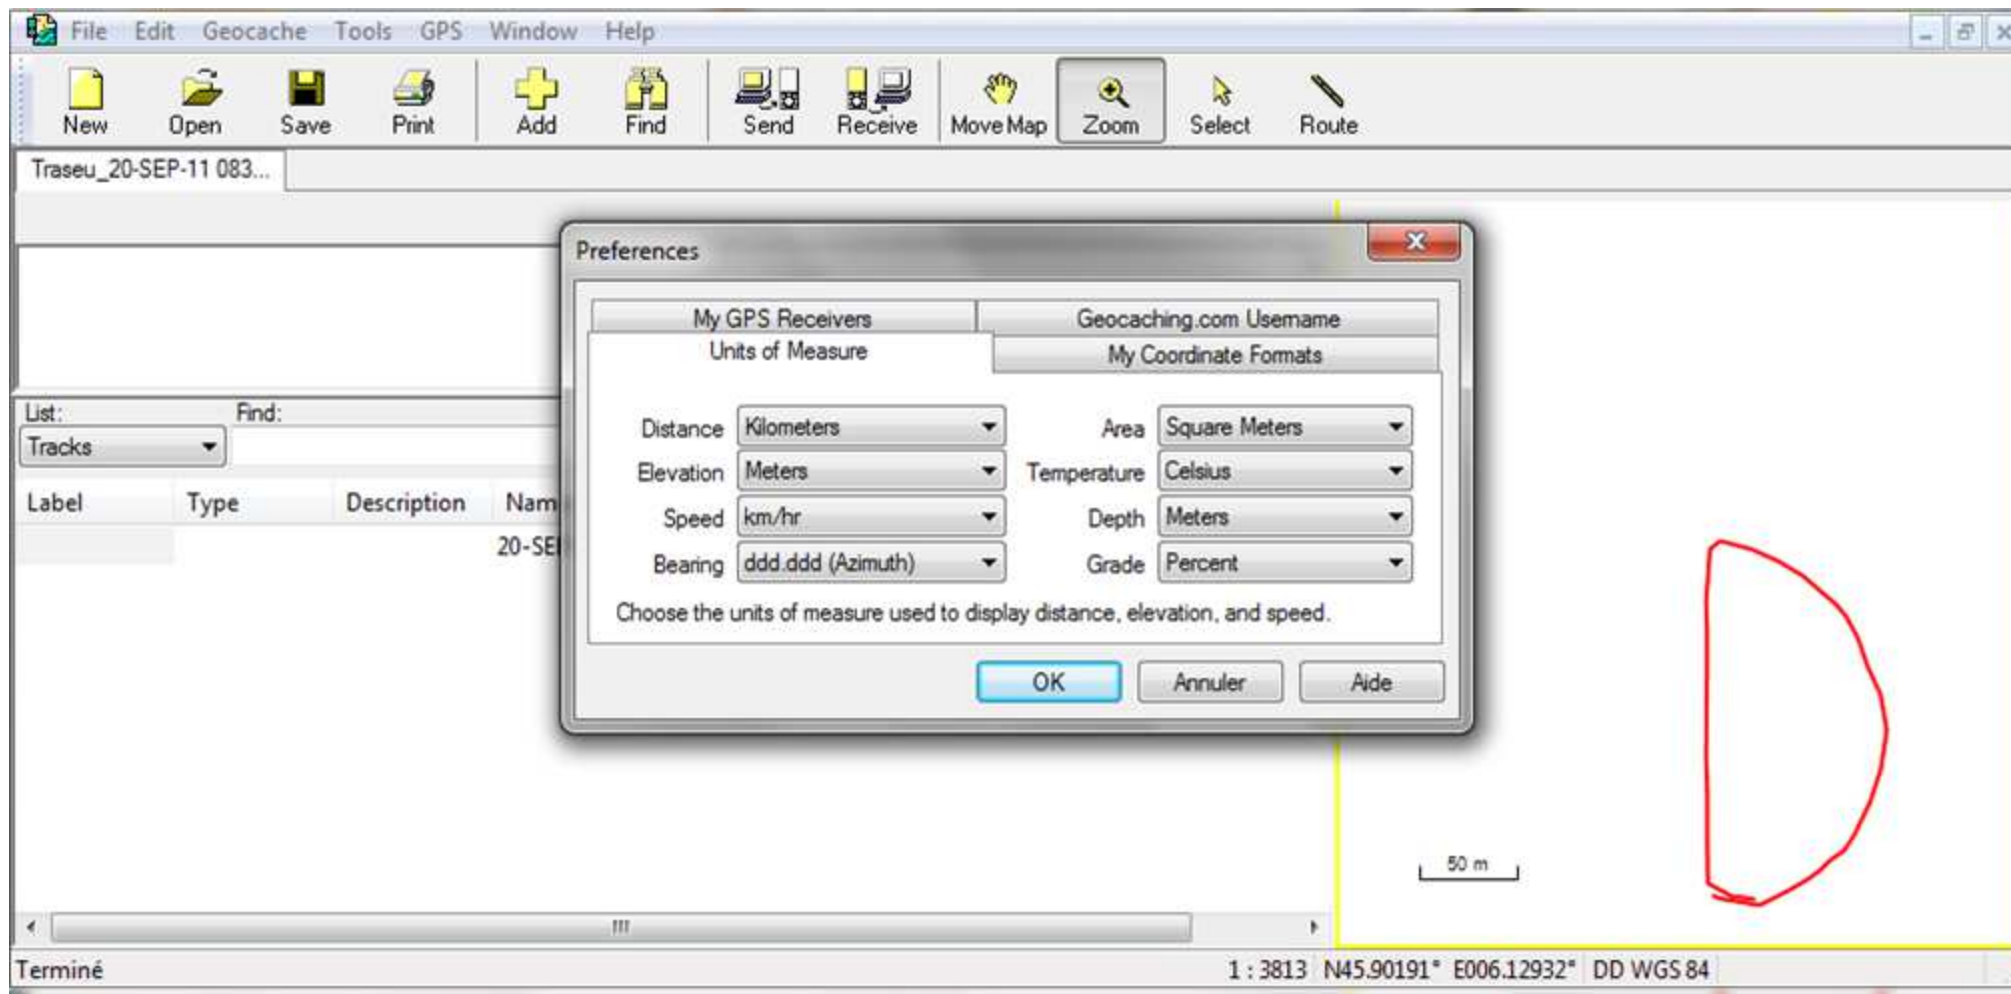 File Edit Geocache Tools GPS Window Help
New Open Save Print Add Find Send Receive Move Map Zoom Select Route
Traseu_20-SEP-11 083...
Preferences
My GPS Receivers Geocaching.com Username
Units of Measure My Coordinate Formats
List: Find:
Distance Kilometers Area Square Meters
Tracks
Elevation Meters Temperature Celsius
Label Type Description Nam
Speed km/hr Depth Meters
20-SE
Bearing ddd.ddd (Azimuth) Grade Percent
Choose the units of measure used to display distance, elevation, and speed.
OK Annuler Aide
50 m
Terminé 1 : 3813 N45.90191° E006.12932° DD WGS 84